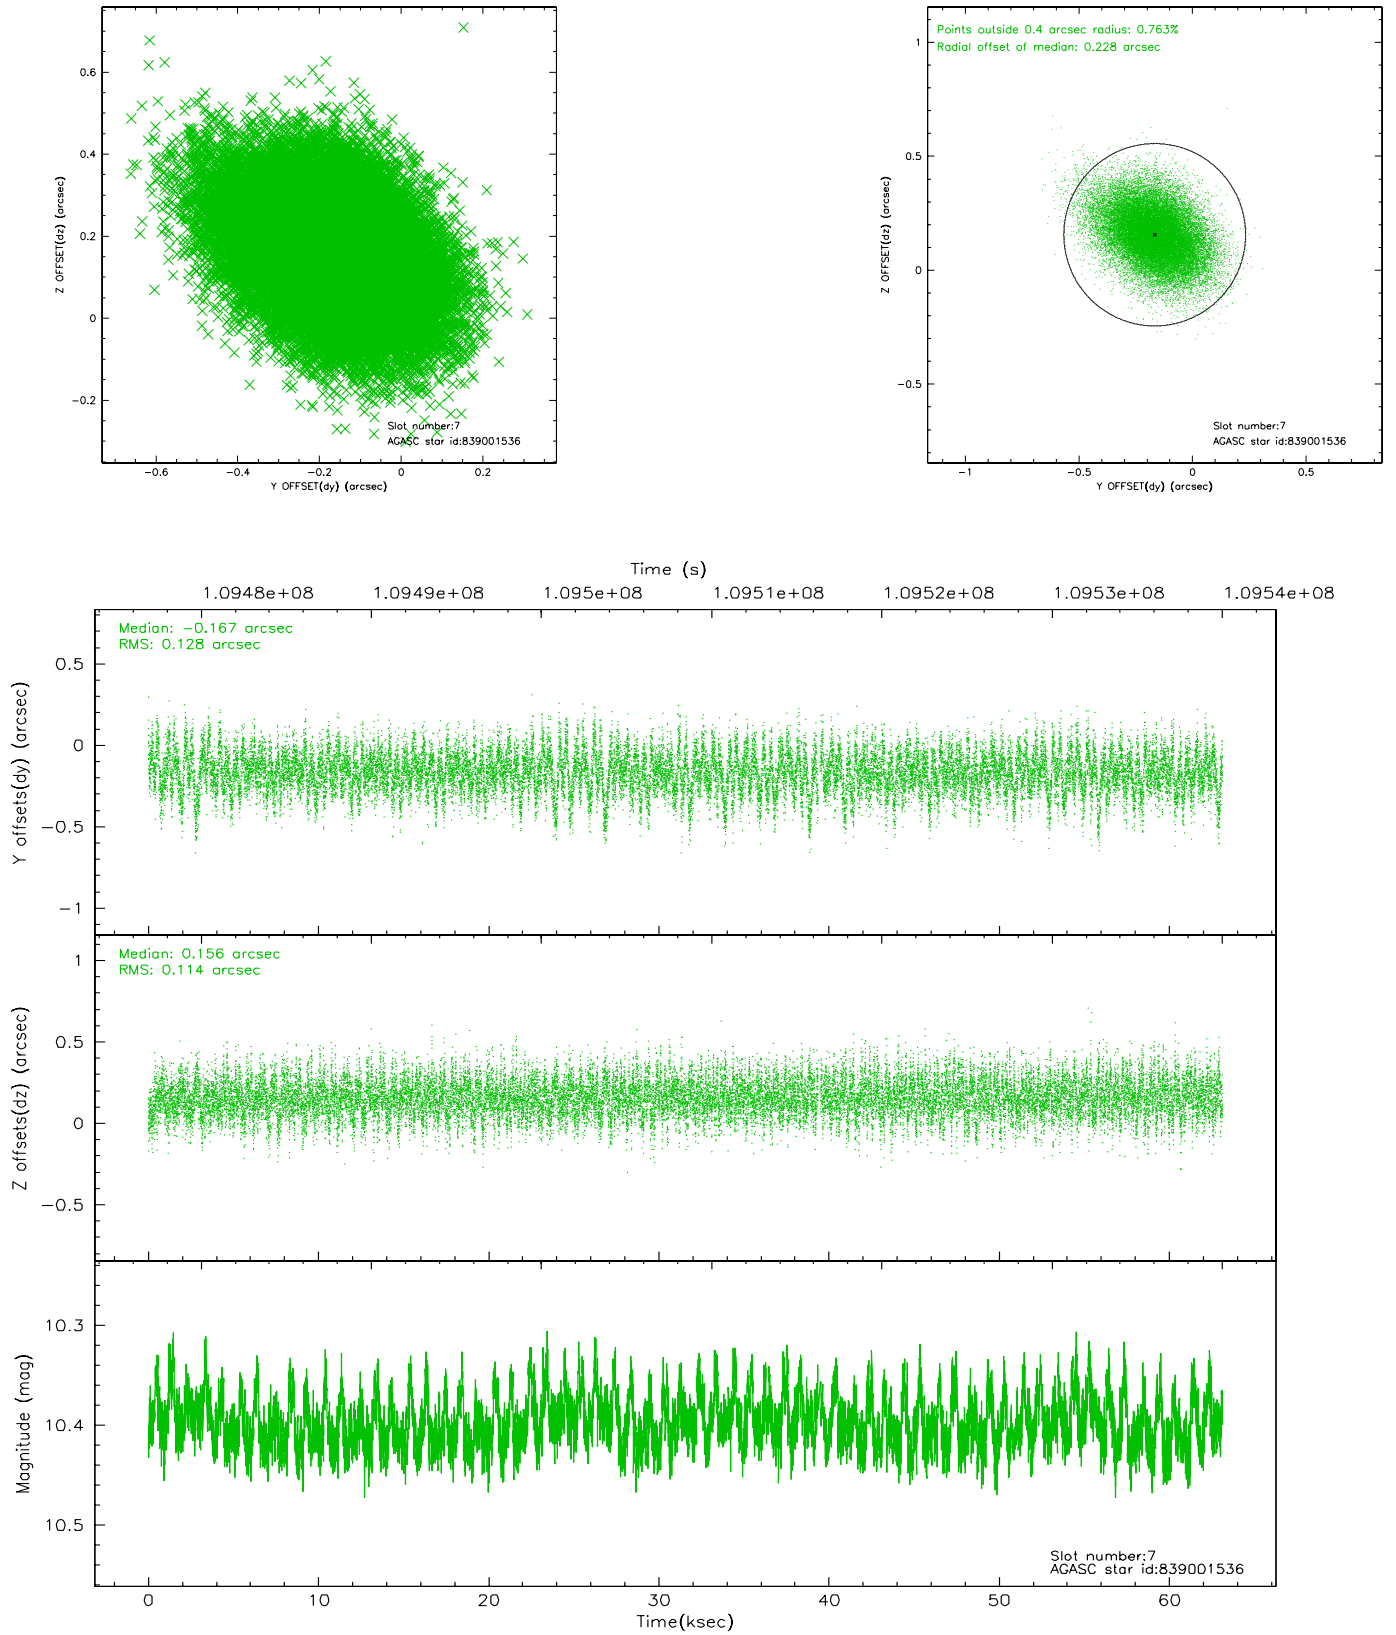 0.6
0.4
0.2
0
−0.2
Z OFFSET(dz) (arcsec)
Slot number:7
AGASC star id:839001536
−0.6 −0.4 −0.2 0 0.2
Y OFFSET(dy) (arcsec)
Points outside 0.4 arcsec radius: 0.763%
Radial offset of median: 0.228 arcsec
1
0.5
0
−0.5
Z OFFSET(dz) (arcsec)
Slot number:7
AGASC star id:839001536
−1 −0.5 0 0.5
Y OFFSET(dy) (arcsec)
Time (s)
1.0948e+08 1.0949e+08 1.095e+08 1.0951e+08 1.0952e+08 1.0953e+08 1.0954e+08
Median: −0.167 arcsec
RMS: 0.128 arcsec
0.5
0
−0.5
−1
Y offsets(dy) (arcsec)
Median: 0.156 arcsec
RMS: 0.114 arcsec
1
0.5
0
−0.5
Z offsets(dz) (arcsec)
10.3
10.4
10.5
Magnitude (mag)
Slot number:7
AGASC star id:839001536
0 10 20 30 40 50 60
Time(ksec)